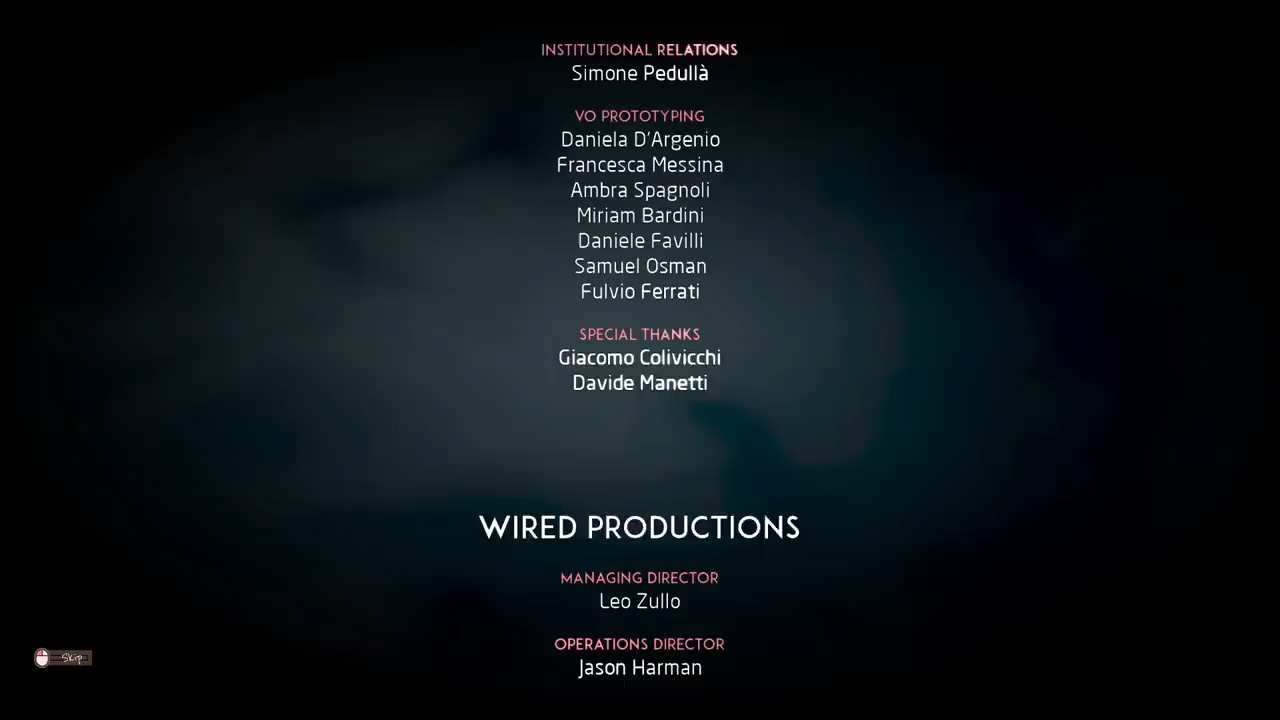 INSTITUTIONAL RELATIONS
Simone Pedullà
VO PROTOTYPING
Daniela D'Argenio
Francesca Messina
Ambra Spagnoli
Miriam Bardini
Daniele Favilli
Samuel Osman
Fulvio Ferrati
SPECIAL THANKS
Giacomo Colivicchi
Davide Manetti
WIRED PRODUCTIONS
MANAGING DIRECTOR
Leo Zullo
OPERATIONS DIRECTOR
Jason Harman
Skip